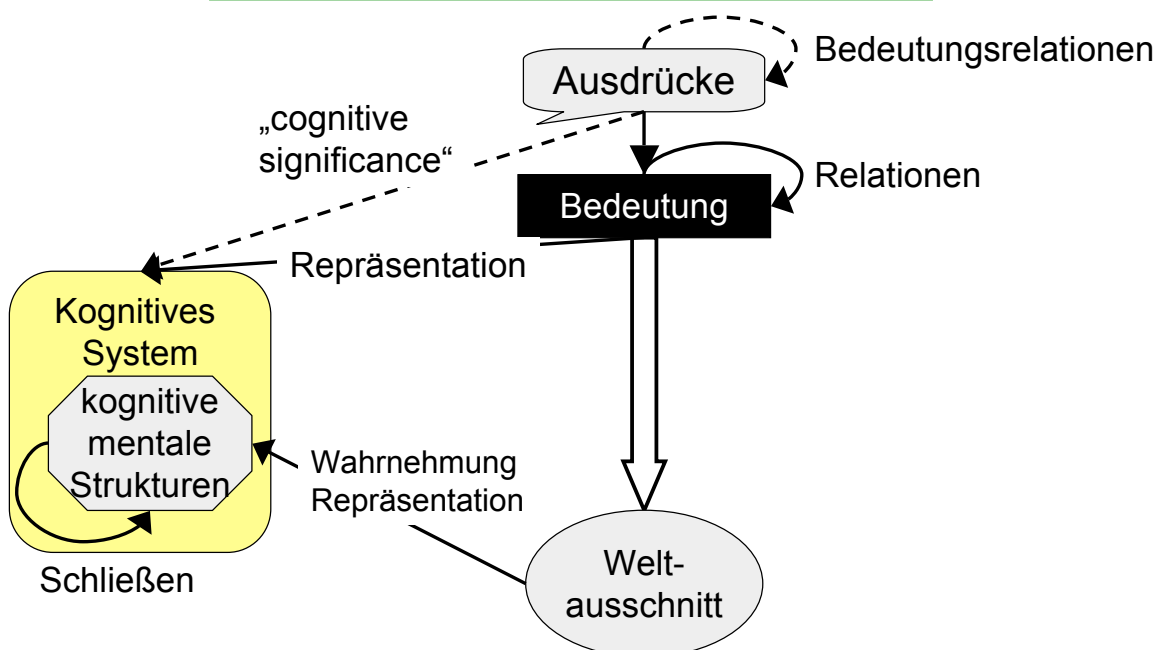 Bedeutungsrelationen
Ausdrücke
„cognitive
significance“
Relationen
Bedeutung
Repräsentation
Kognitives
System
kognitive
mentale
Strukturen
Wahrnehmung
Repräsentation
Schließen
Welt-
ausschnitt